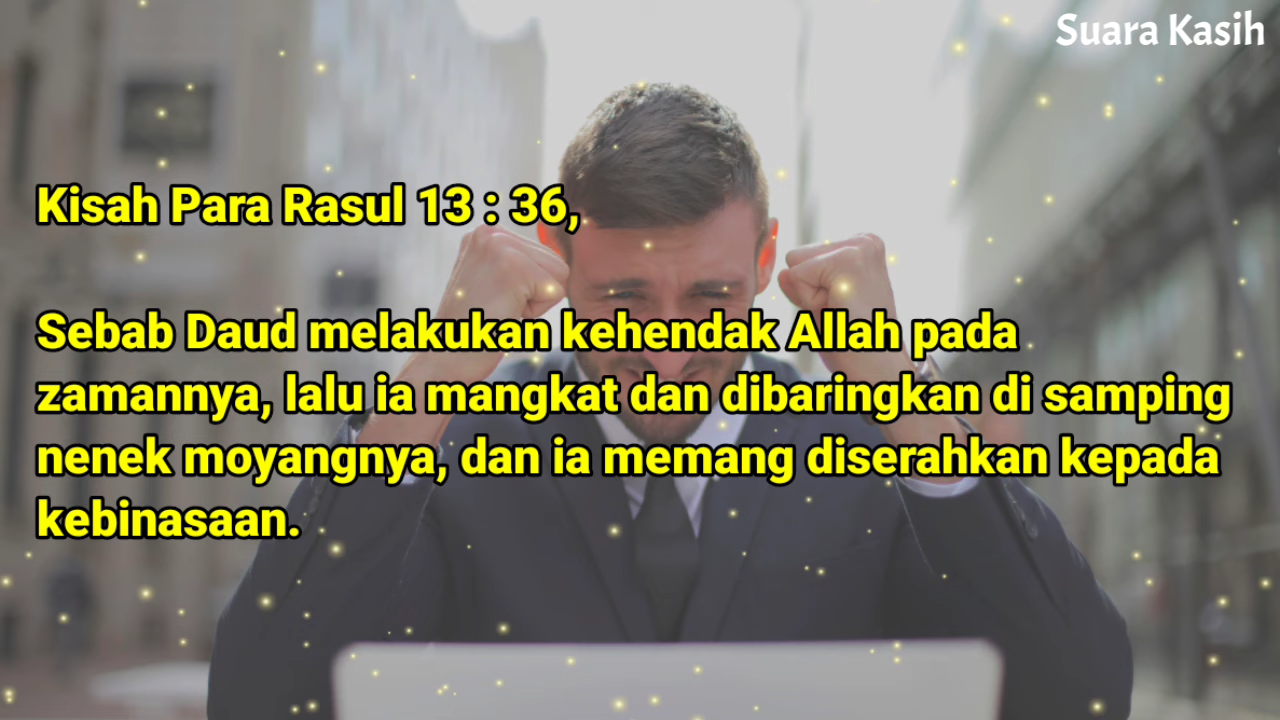 Suara Kasih
Kisah Para Rasul 13 : 36,
Sebab Daud melakukan kehendak Allah pada
zamannya, lalu ia mangkat dan dibaringkan di samping
nenek moyangnya, dan ia memang diserahkan kepada
kebinasaan.